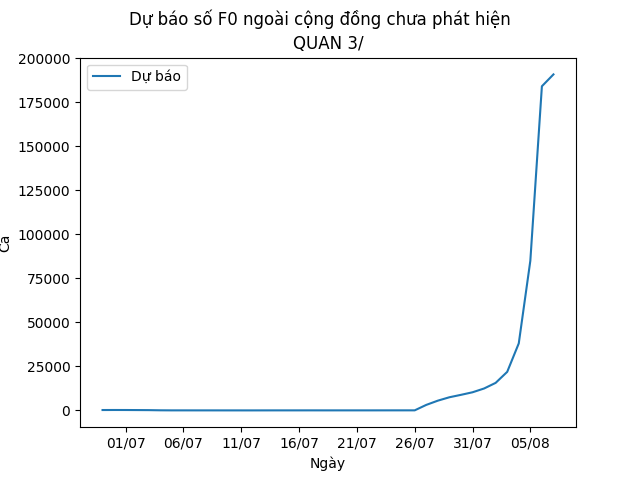 Dự báo số F0 ngoài cộng đồng chưa phát hiện
QUAN 3/
200000
175000
150000
125000
100000
75000
50000
25000
0
Ca
Dự báo
01/07 06/07 11/07 16/07 21/07 26/07 31/07 05/08
Ngày